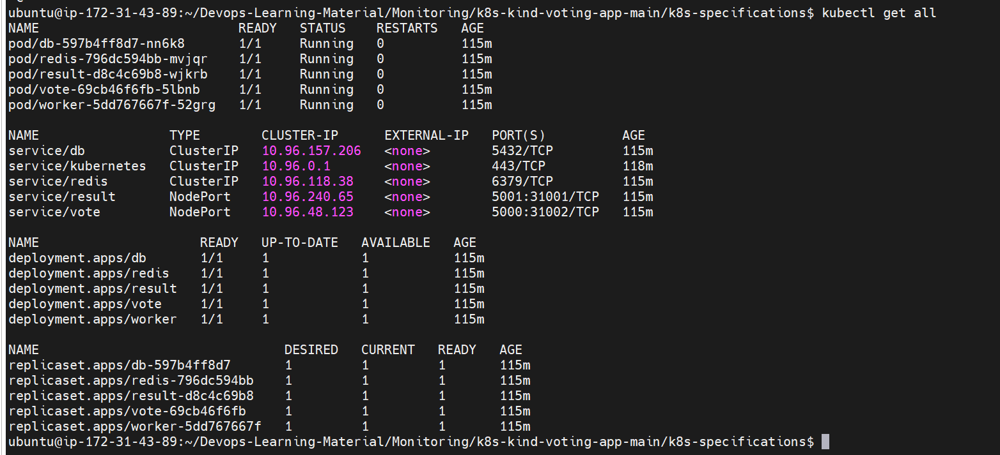 ubuntu@ip-172-31-43-89:~/Devops-Learning-Material/Monitoring/k8s-kind-voting-app-main/k8s-specifications$ kubectl get all
NAME                          READY   STATUS    RESTARTS   AGE
pod/db-597b4ff8d7-nn6k8       1/1     Running   0          115m
pod/redis-796dc594bb-mvjqr    1/1     Running   0          115m
pod/result-d8c4c69b8-wjkrb    1/1     Running   0          115m
pod/vote-69cb46f6fb-5lbnb     1/1     Running   0          115m
pod/worker-5dd767667f-52grg   1/1     Running   0          115m

NAME                 TYPE        CLUSTER-IP      EXTERNAL-IP   PORT(S)          AGE
service/db           ClusterIP   10.96.157.206   <none>        5432/TCP         115m
service/kubernetes   ClusterIP   10.96.0.1       <none>        443/TCP          118m
service/redis        ClusterIP   10.96.118.38    <none>        6379/TCP         115m
service/result       NodePort    10.96.240.65    <none>        5001:31001/TCP   115m
service/vote         NodePort    10.96.48.123    <none>        5000:31002/TCP   115m

NAME                     READY   UP-TO-DATE   AVAILABLE   AGE
deployment.apps/db       1/1     1            1           115m
deployment.apps/redis    1/1     1            1           115m
deployment.apps/result   1/1     1            1           115m
deployment.apps/vote     1/1     1            1           115m
deployment.apps/worker   1/1     1            1           115m

NAME                                DESIRED   CURRENT   READY   AGE
replicaset.apps/db-597b4ff8d7       1         1         1       115m
replicaset.apps/redis-796dc594bb    1         1         1       115m
replicaset.apps/result-d8c4c69b8    1         1         1       115m
replicaset.apps/vote-69cb46f6fb     1         1         1       115m
replicaset.apps/worker-5dd767667f   1         1         1       115m
ubuntu@ip-172-31-43-89:~/Devops-Learning-Material/Monitoring/k8s-kind-voting-app-main/k8s-specifications$